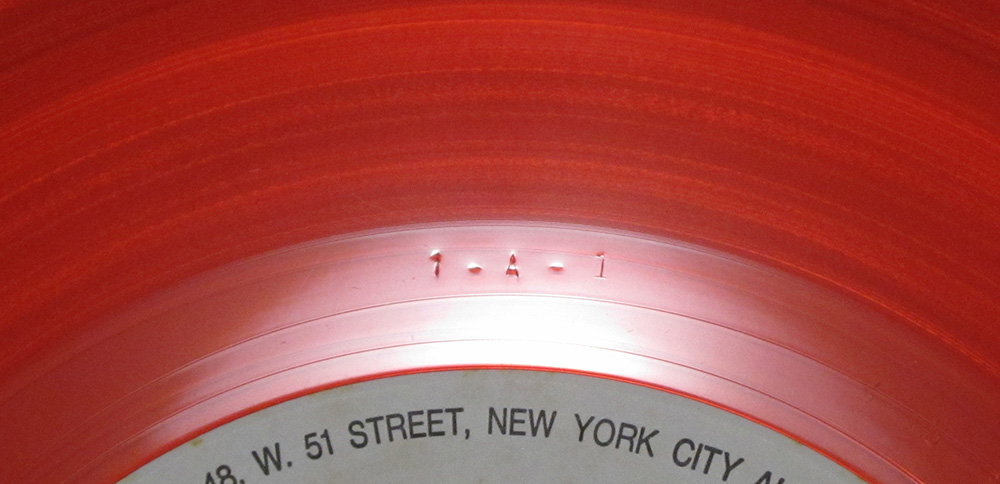 1-A-1
48, W. 51 STREET, NEW YORK CITY